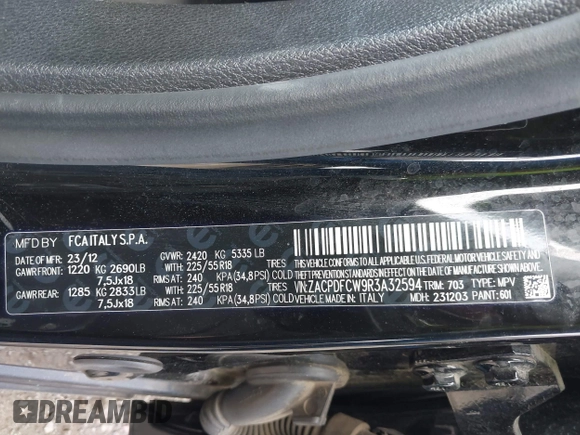 MFD BY FCA ITALY S.P.A.
DATE OF MFR 23/12 GVWR: 2420 KG 5335 LB
GAWR FRONT: 1220 KG 2690LB WITH: 225/55R18 TIRES
7,5Jx18 RIMS AT: 240 KPA(34,8PSI)COLD
GAWR REAR: 1285 KG 2833LB WITH: 225/55R18 TIRES
7,5Jx18 RIMS AT: 240 KPA(34,8PSI)COLD
THIS VEHICLE CONFORMS TO ALL APPLICABLE FEDERAL MOTOR
VEHICLE SAFETY, BUMPER, AND THEFT PREVENTION STANDARDS
IN EFFECT ON THE DATE OF MANUFACTURE SHOWN ABOVE.
VIN:ZACPDFCW9R3A32594 TRIM: 703 TYPE: MPV
VEHICLE MADE IN: ITALY MDH: 231203 PAINT:601
DREAMBID